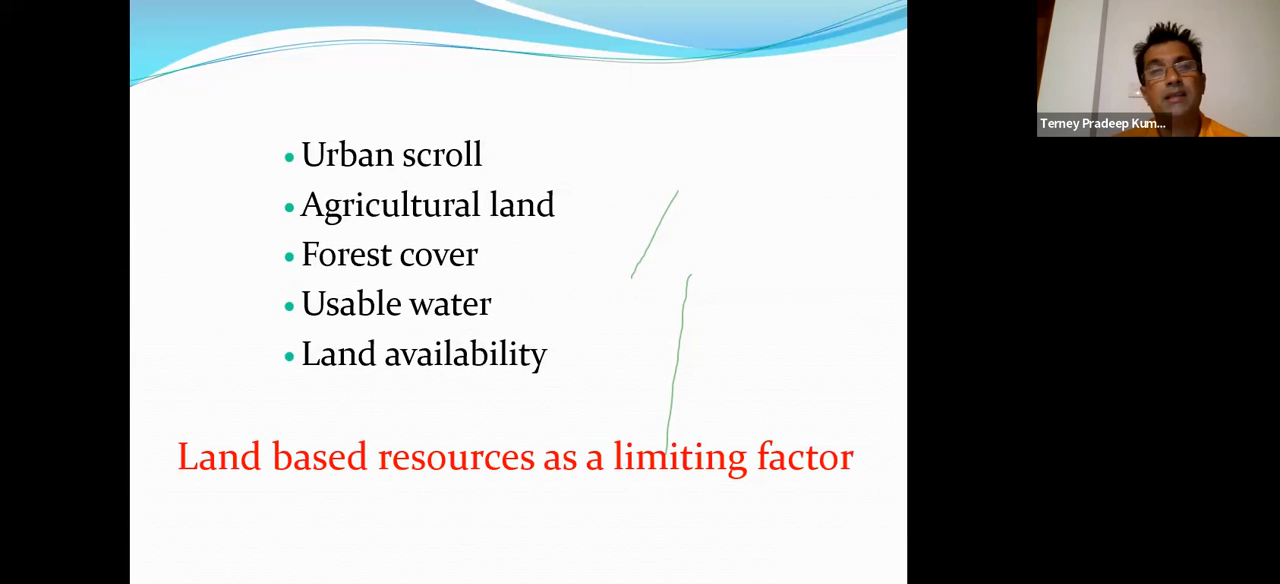 Urban scroll
Agricultural land
Forest cover
Usable water
Land availability
Land based resources as a limiting factor
Terney Pradeep Kum...